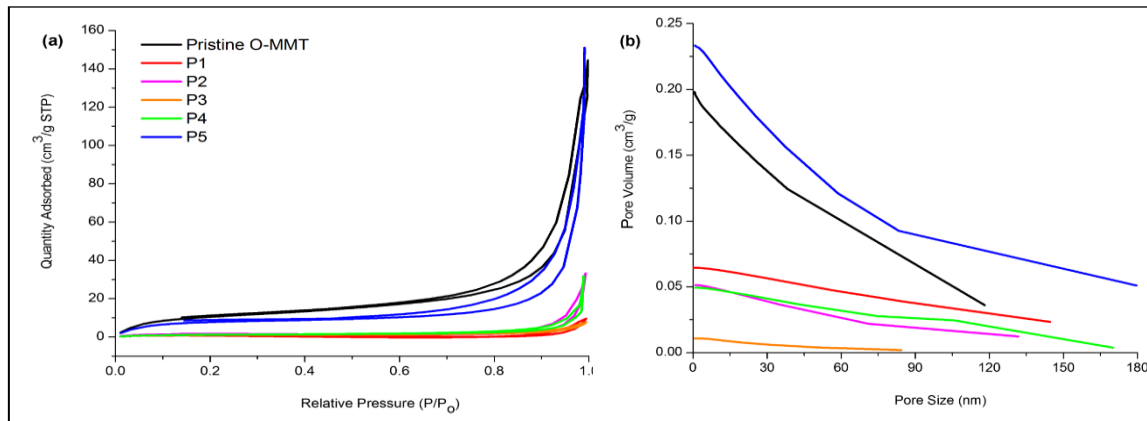 (a)
Pristine O-MMT
P1
P2
P3
P4
P5
160
140
120
100
80
60
40
20
0
Quantity Adsorbed (cm³/g STP)
0.0 0.2 0.4 0.6 0.8 1.0
Relative Pressure (P/P₀)
(b)
0.25
0.20
0.15
0.10
0.05
0.00
Pore Volume (cm³/g)
0 30 60 90 120 150 180
Pore Size (nm)